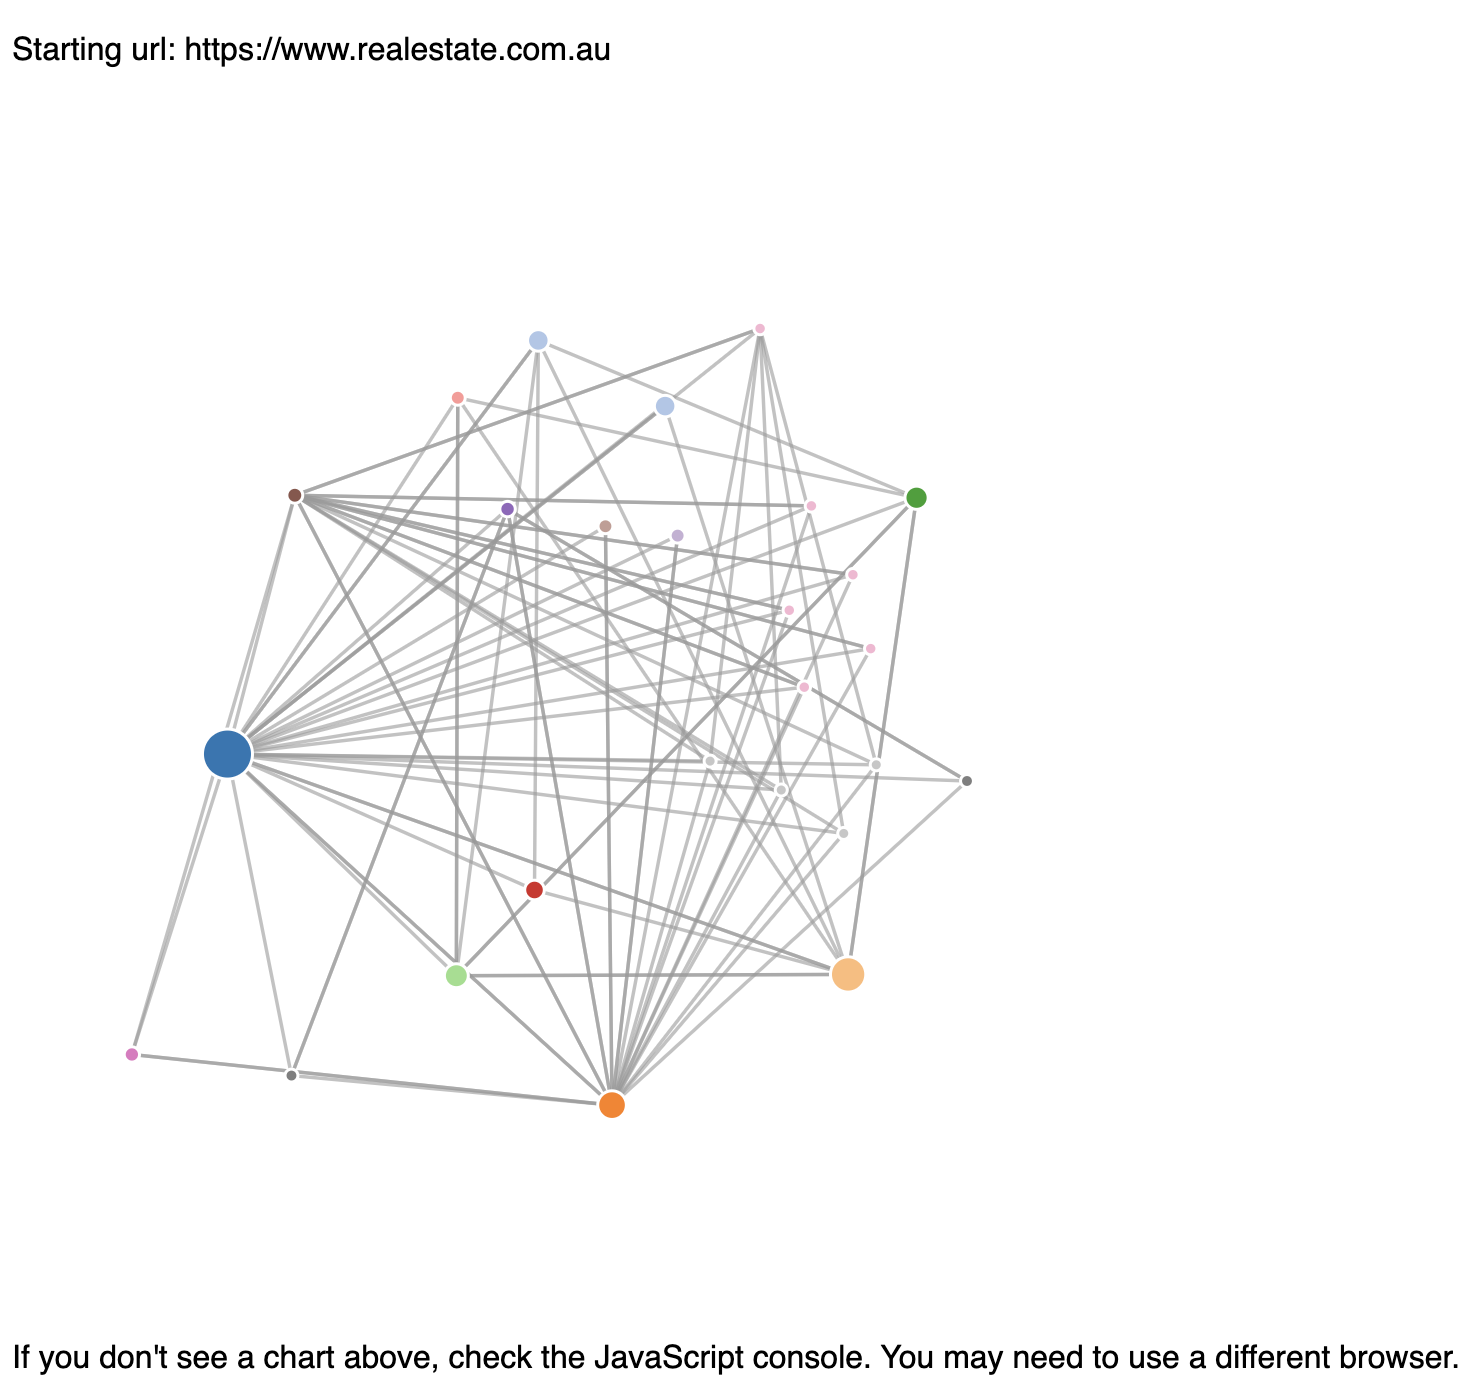 Starting url: https://www.realestate.com.au
If you don't see a chart above, check the JavaScript console. You may need to use a different browser.